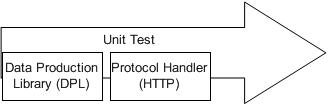 Unit Test
Data Production
Library (DPL)
Protocol Handler
(HTTP)